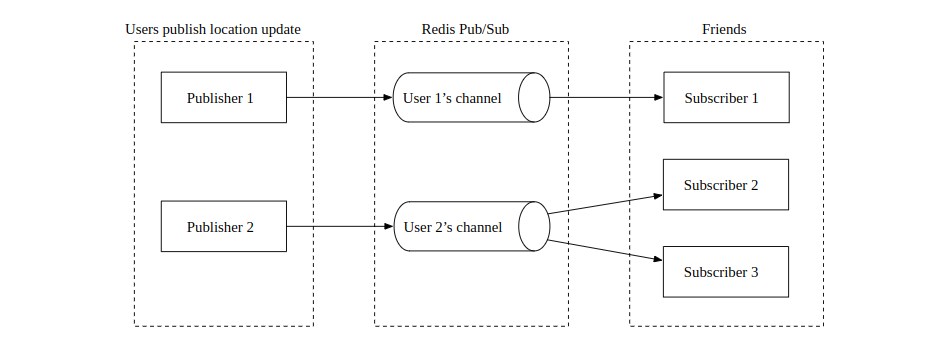 Users publish location update
Redis Pub/Sub
Friends
Publisher 1
User 1’s channel
Subscriber 1
Subscriber 2
Publisher 2
User 2’s channel
Subscriber 3